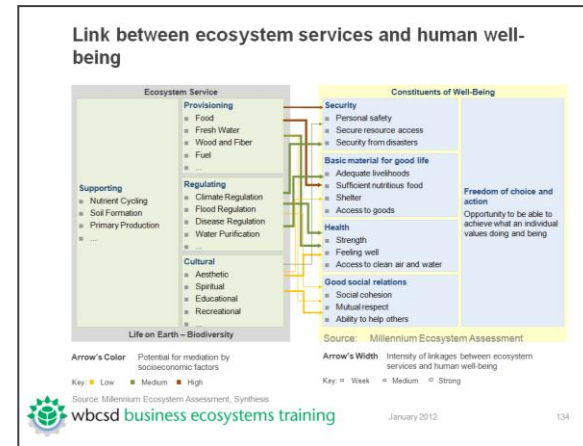 Link between ecosystem services and human well-
being
Ecosystem Service
Supporting
Nutrient Cycling
Soil Formation
Primary Production
...
Provisioning
Food
Fresh Water
Wood and Fiber
Fuel
...
Regulating
Climate Regulation
Flood Regulation
Disease Regulation
Water Purification
...
Cultural
Aesthetic
Spiritual
Educational
Recreational
...
Life on Earth – Biodiversity
Constituents of Well-Being
Security
Personal safety
Secure resource access
Security from disasters
Basic material for good life
Adequate livelihoods
Sufficient nutritious food
Shelter
Access to goods
Health
Strength
Feeling well
Access to clean air and water
Good social relations
Social cohesion
Mutual respect
Ability to help others
Freedom of choice and
action
Opportunity to be able to
achieve what an individual
values doing and being
Source: Millennium Ecosystem Assessment
Arrow's Color Potential for mediation by
socioeconomic factors
Key: Low Medium High
Arrow's Width Intensity of linkages between ecosystem
services and human well-being
Key: Week Medium Strong
Source: Millennium Ecosystem Assessment, Synthesis
wbcsd business ecosystems training
January 2012
134